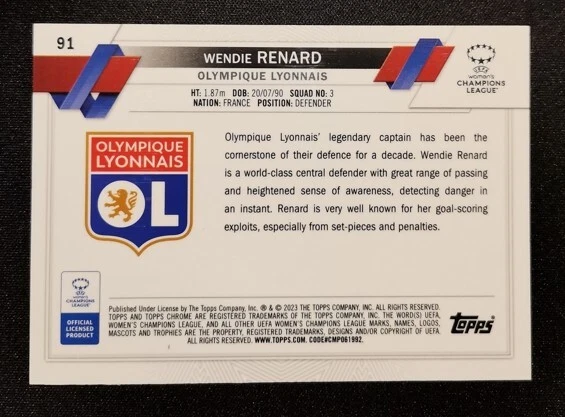 91
WENDIE RENARD
OLYMPIQUE LYONNAIS
HT: 1.87m DOB: 20/07/90 SQUAD NO: 3
NATION: FRANCE POSITION: DEFENDER
UEFA
women's
CHAMPIONS
LEAGUE
OLYMPIQUE
LYONNAIS
OL
Olympique Lyonnais' legendary captain has been the
cornerstone of their defence for a decade. Wendie Renard
is a world-class central defender with great range of passing
and heightened sense of awareness, detecting danger in
an instant. Renard is very well known for her goal-scoring
exploits, especially from set-pieces and penalties.
women's
CHAMPIONS
LEAGUE
OFFICIAL
LICENSED
PRODUCT
Published Under License by The Topps Company, Inc. ® & © 2023 THE TOPPS COMPANY, INC. ALL RIGHTS RESERVED.
TOPPS AND TOPPS CHROME ARE REGISTERED TRADEMARKS OF THE TOPPS COMPANY, INC. THE WORD(S) UEFA,
WOMEN'S CHAMPIONS LEAGUE, AND ALL OTHER UEFA WOMEN'S CHAMPIONS LEAGUE MARKS, NAMES, LOGOS,
MASCOTS AND TROPHIES ARE THE PROPERTY, REGISTERED TRADEMARKS, DESIGNS AND/OR COPYRIGHT OF UEFA.
ALL RIGHTS RESERVED. WWW.TOPPS.COM. CODE#CMP061992.
topps